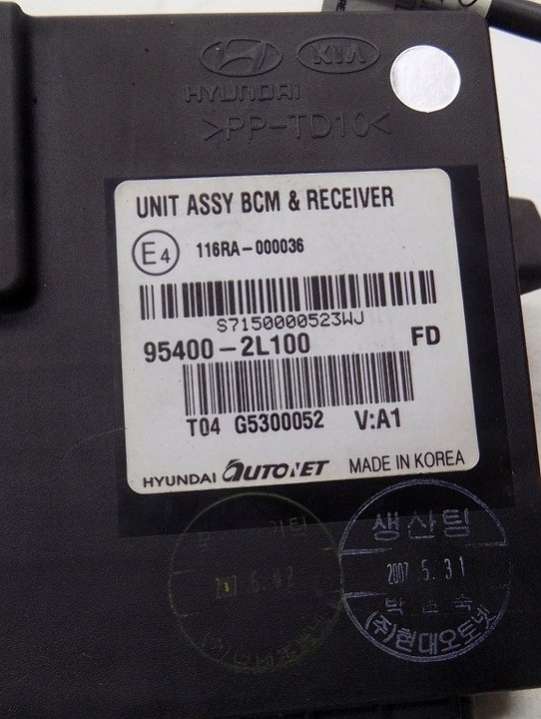 KIA
HYUNDAI
>PP-TD10<
UNIT ASSY BCM & RECEIVER
E4 116RA-000036
S7150000523WJ
95400-2L100 FD
T04 G5300052 V:A1
HYUNDAI AUTONET MADE IN KOREA
생산팀
2007. 5. 31
(주)현대오토넷